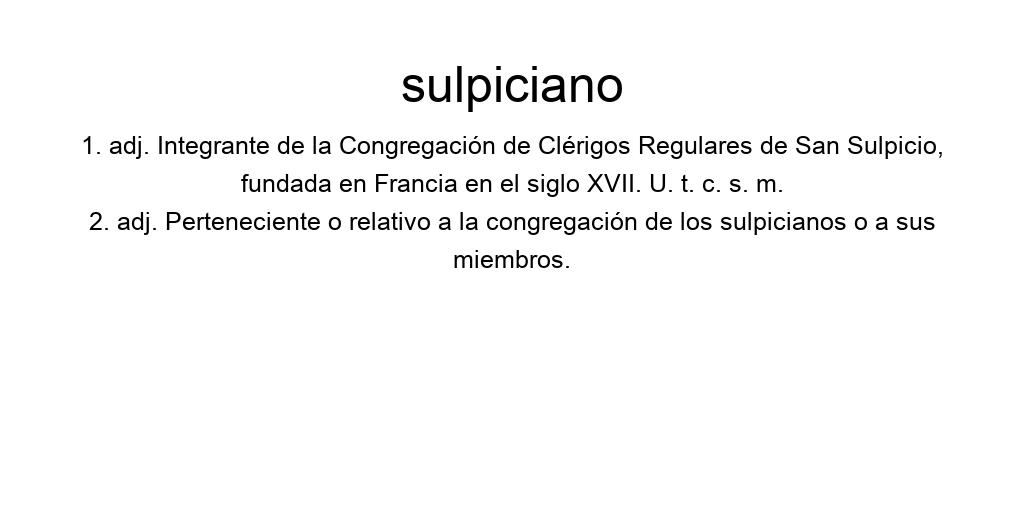 sulpiciano
1. adj. Integrante de la Congregación de Clérigos Regulares de San Sulpicio,
fundada en Francia en el siglo XVII. U. t. c. s. m.
2. adj. Perteneciente o relativo a la congregación de los sulpicianos o a sus
miembros.